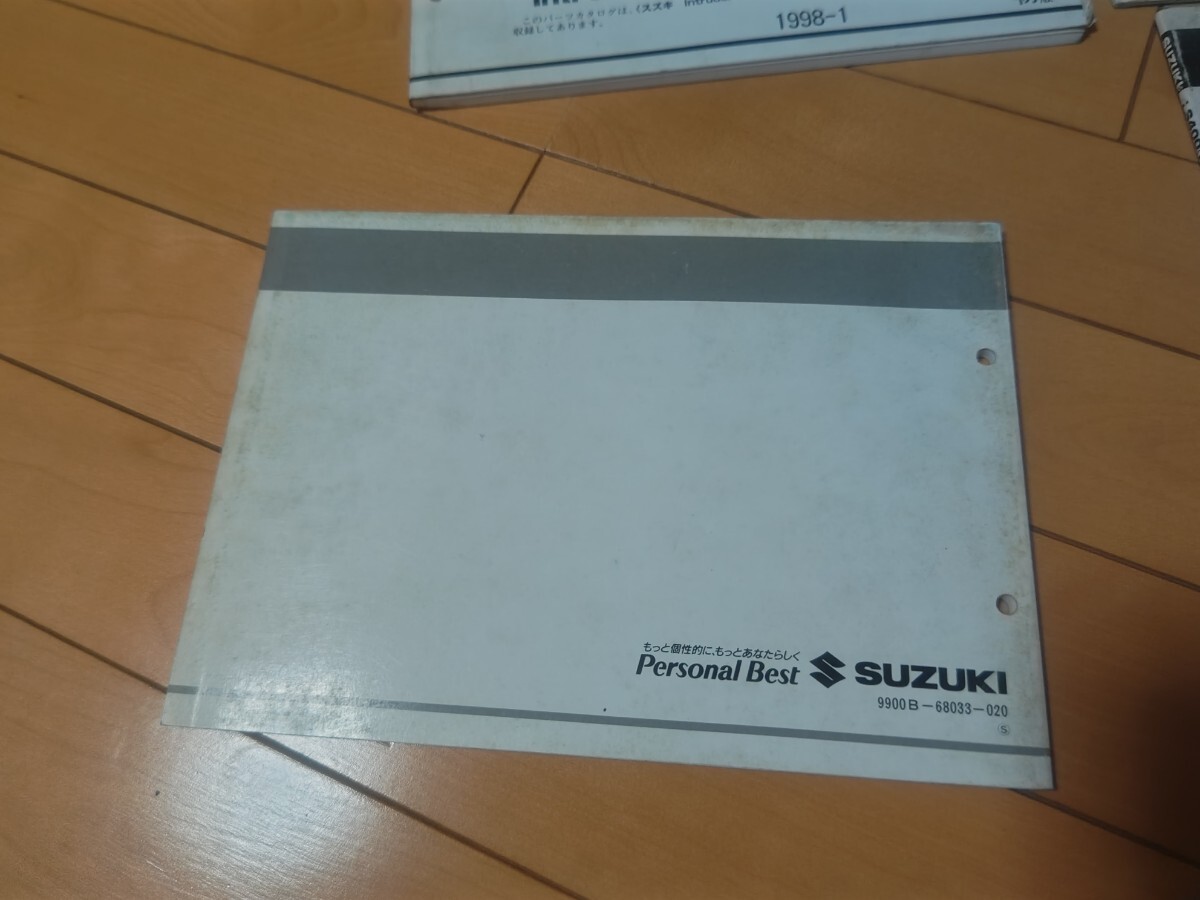 このパーツカタログは、(スズキ
収録してあります。
1998-1
SUZUKI
もっと個性的に、もっとあなたらしく
Personal Best SUZUKI
9900B-68033-020
S